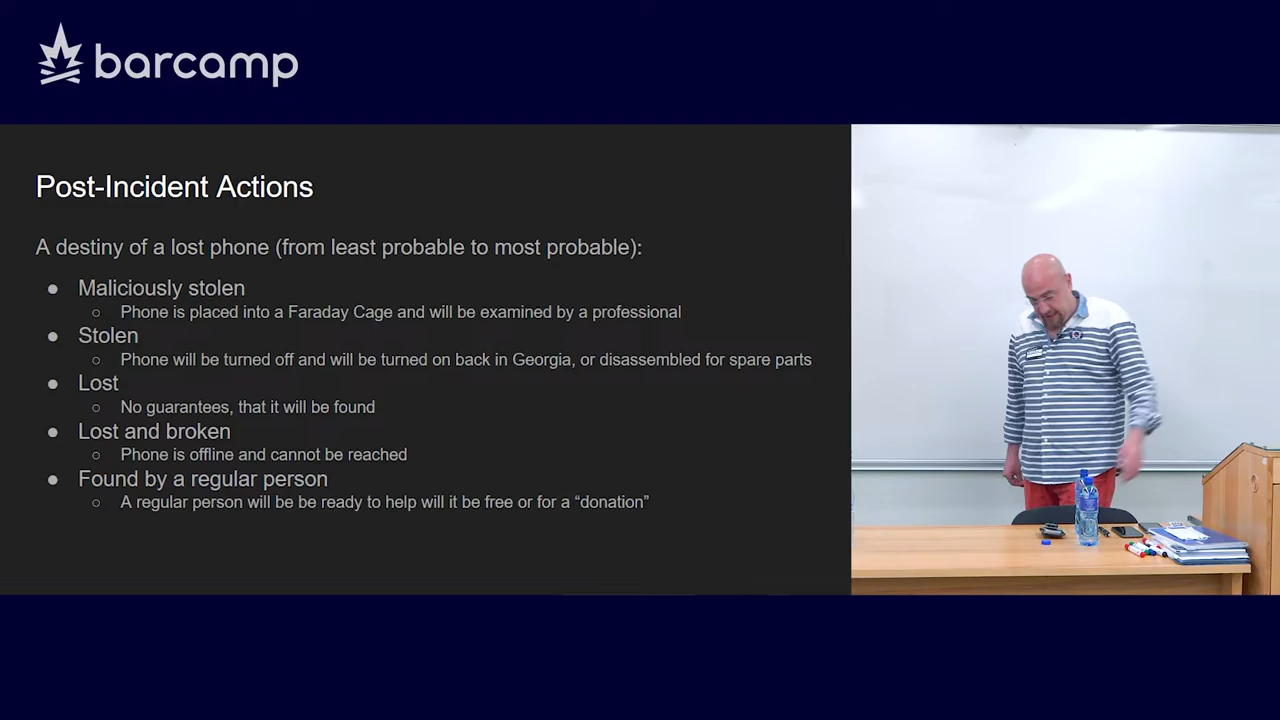 barcamp
Post-Incident Actions
A destiny of a lost phone (from least probable to most probable):
● Maliciously stolen
○ Phone is placed into a Faraday Cage and will be examined by a professional
● Stolen
○ Phone will be turned off and will be turned on back in Georgia, or disassembled for spare parts
● Lost
○ No guarantees, that it will be found
● Lost and broken
○ Phone is offline and cannot be reached
● Found by a regular person
○ A regular person will be be ready to help will it be free or for a “donation”